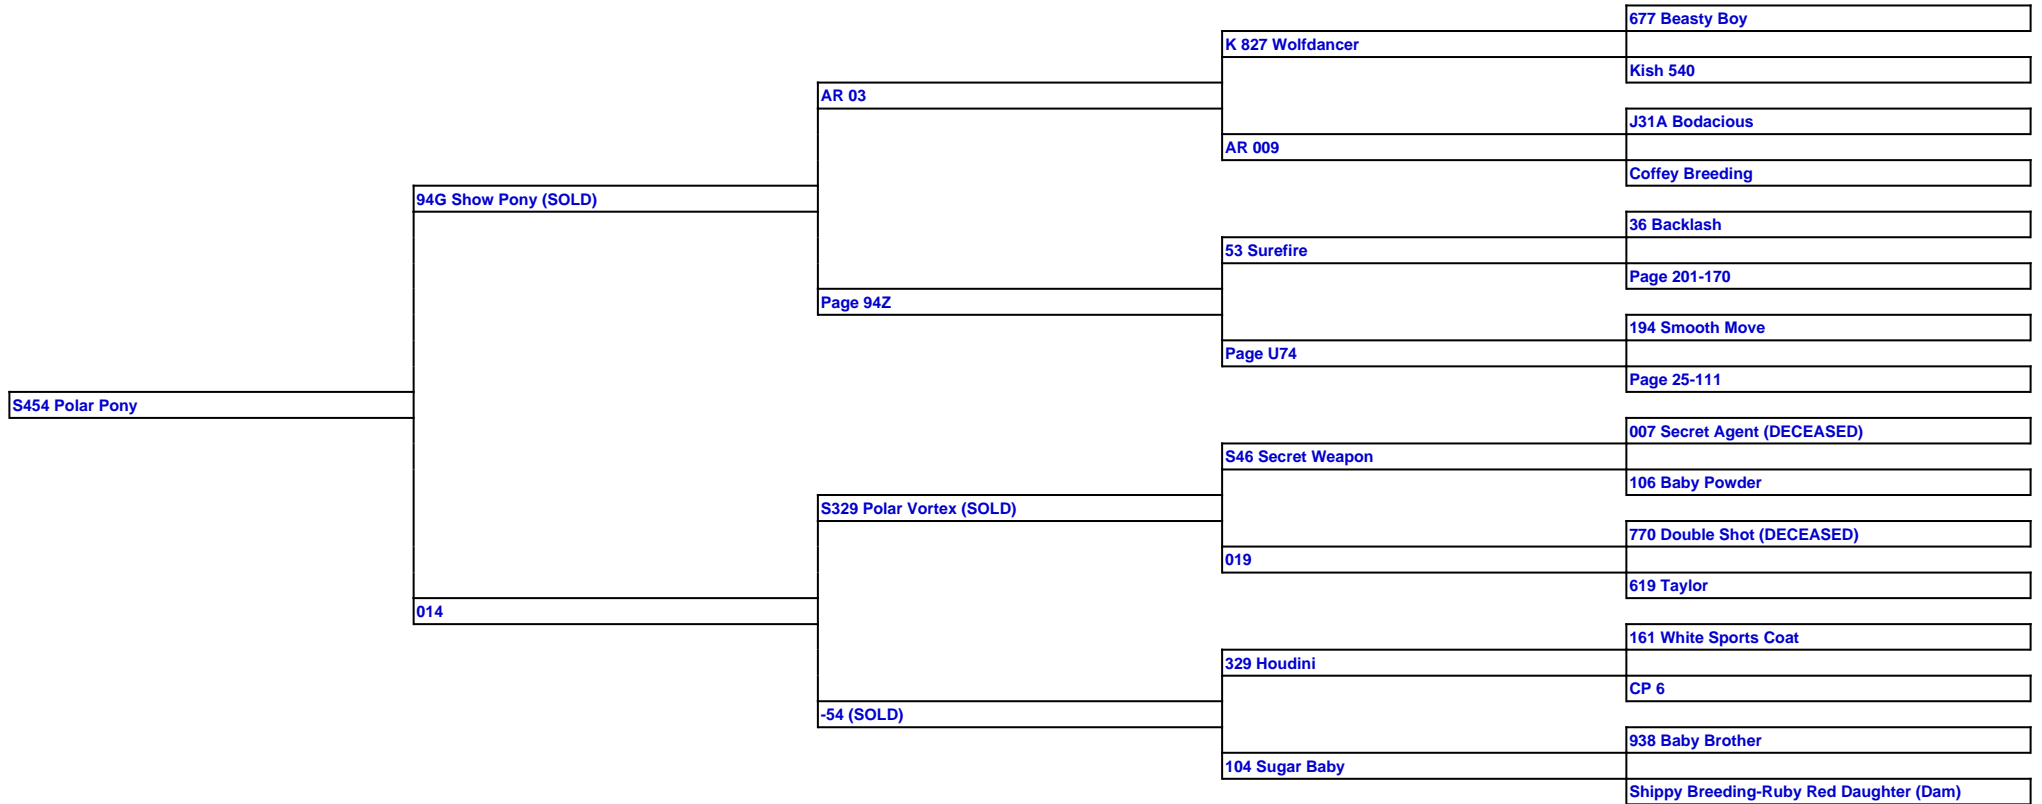 677 Beasty Boy
K 827 Wolfdancer
Kish 540
AR 03
J31A Bodacious
AR 009
Coffey Breeding
94G Show Pony (SOLD)
36 Backlash
53 Surefire
Page 201-170
Page 94Z
194 Smooth Move
Page U74
Page 25-111
S454 Polar Pony
007 Secret Agent (DECEASED)
S46 Secret Weapon
106 Baby Powder
S329 Polar Vortex (SOLD)
770 Double Shot (DECEASED)
019
619 Taylor
014
161 White Sports Coat
329 Houdini
CP 6
-54 (SOLD)
938 Baby Brother
104 Sugar Baby
Shippy Breeding-Ruby Red Daughter (Dam)